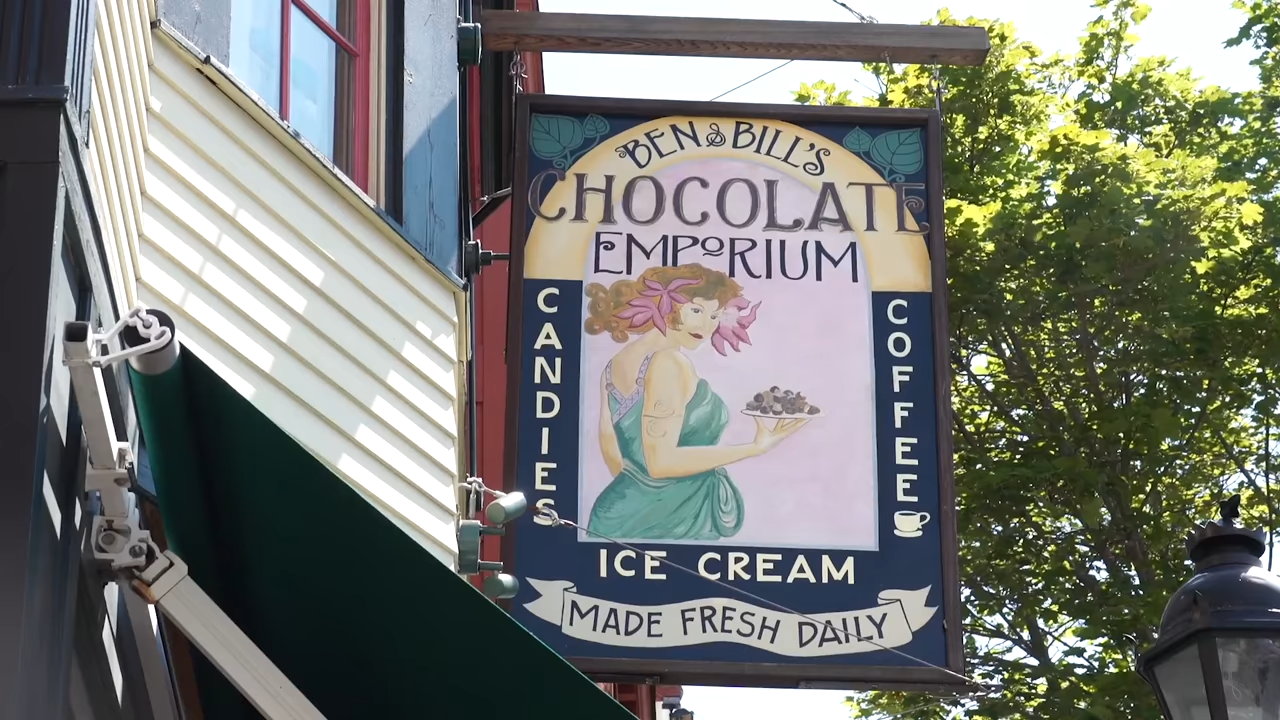 BEN & BILL'S
CHOCOLATE
EMPORIUM
CANDIES
COFFEE
ICE CREAM
MADE FRESH DAILY